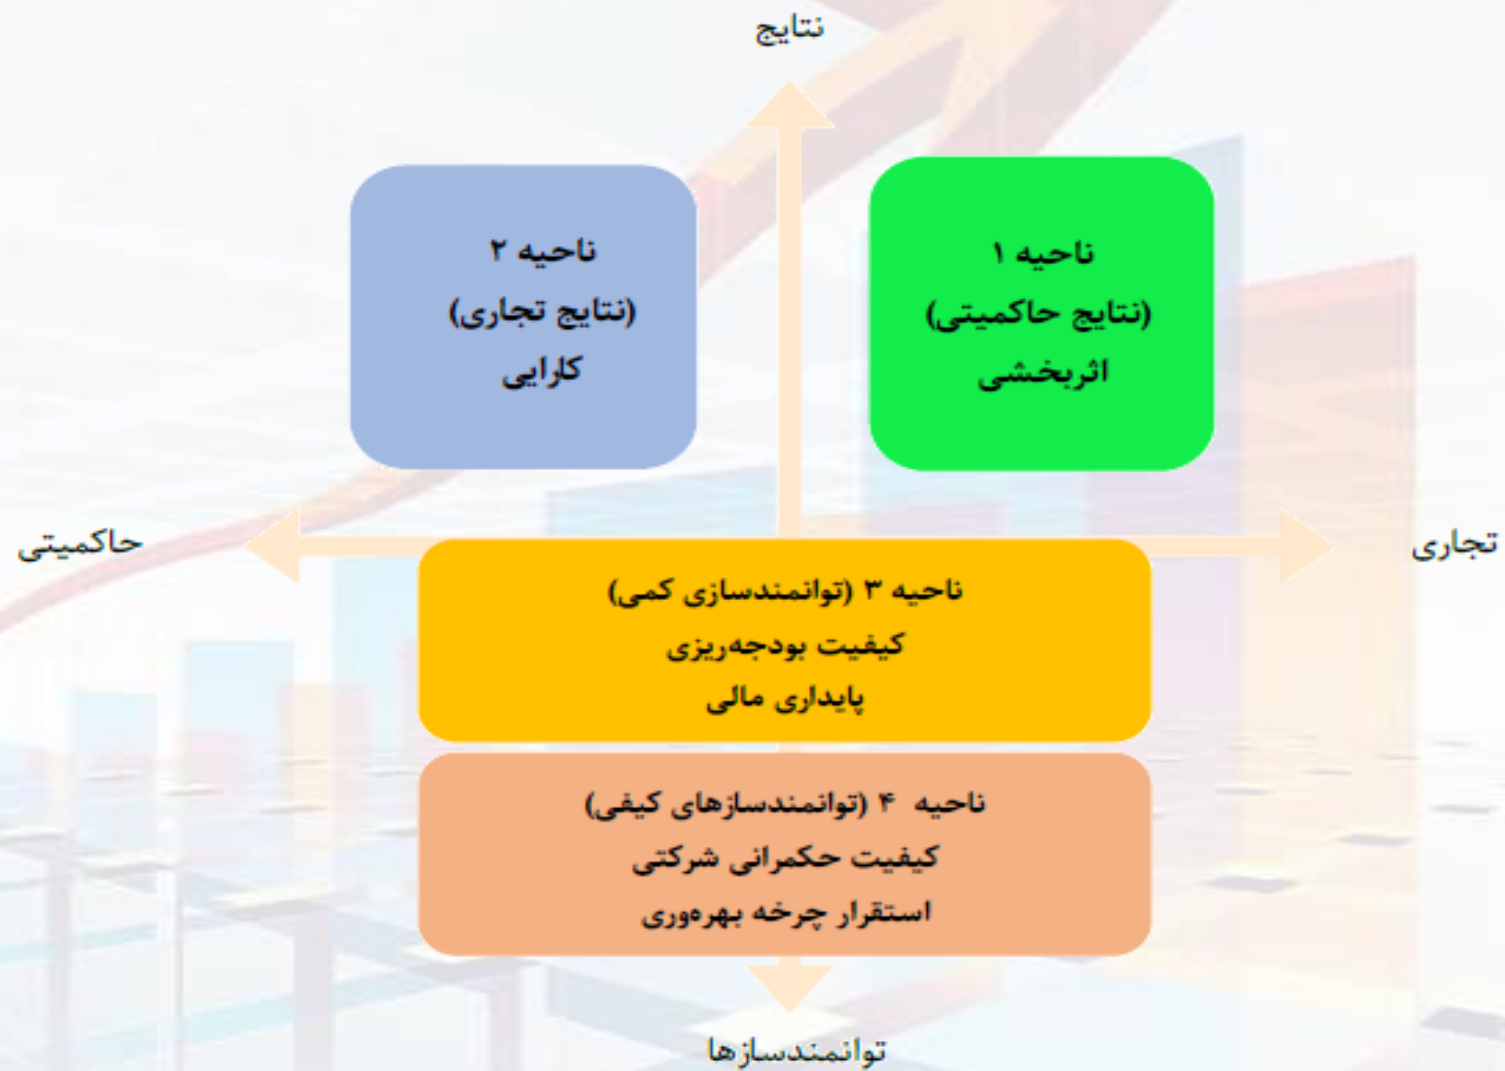 نتایج
ناحیه ۱
(نتایج حاکمیتی)
اثربخشی
ناحیه ۲
(نتایج تجاری)
کارایی
تجاری
حاکمیتی
ناحیه ۳ (توانمندسازی کمی)
کیفیت بودجه‌ریزی
پایداری مالی
ناحیه ۴ (توانمندسازهای کیفی)
کیفیت حکمرانی شرکتی
استقرار چرخه بهره‌وری
توانمندسازها